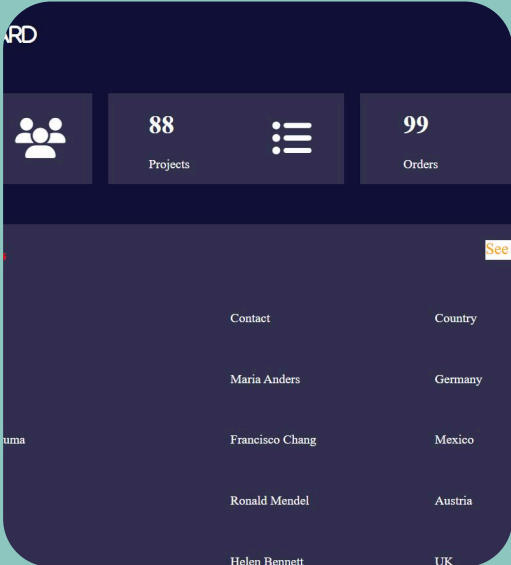 ARD
88
99
Projects
Orders
s
See
Contact
Country
Maria Anders
Germany
uma
Francisco Chang
Mexico
Ronald Mendel
Austria
Helen Bennett
UK